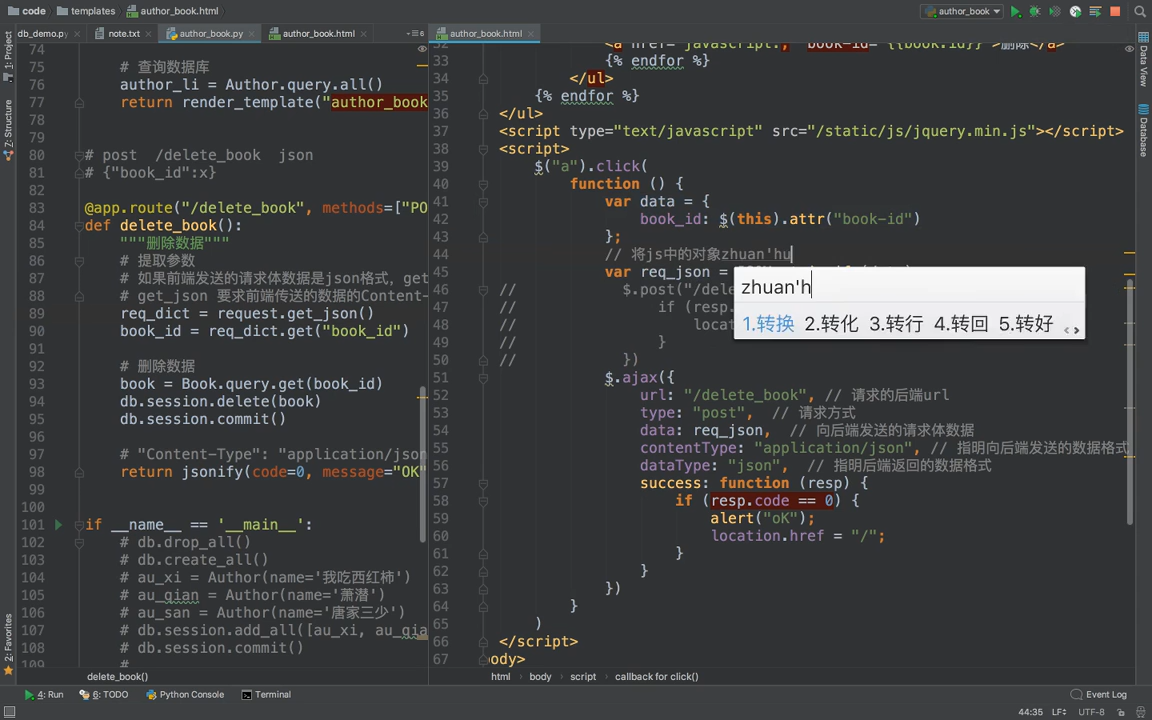 code templates author_book.html author_book
db_demo.py note.txt author_book.py author_book.html 6 author_book.html
1: Project
Z: Structure
2: Favorites
Data View
Database
74
75 # 查询数据库
76 author_li = Author.query.all()
77 return render_template("author_book
78
79
80 # post /delete_book json
81 # {"book_id":x}
82
83 @app.route("/delete_book", methods=["PO
84 def delete_book():
85 """删除数据"""
86 # 提取参数
87 # 如果前端发送的请求体数据是json格式，get
88 # get_json 要求前端传送的数据的Content-
89 req_dict = request.get_json()
90 book_id = req_dict.get("book_id")
91
92 # 删除数据
93 book = Book.query.get(book_id)
94 db.session.delete(book)
95 db.session.commit()
96
97 # "Content-Type": "application/json
98 return jsonify(code=0, message="OK"
99
100
101 if __name__ == '__main__':
102 # db.drop_all()
103 # db.create_all()
104 # au_xi = Author(name='我吃西红柿')
105 # au_qian = Author(name='萧潜')
106 # au_san = Author(name='唐家三少')
107 # db.session.add_all([au_xi, au_qia
108 # db.session.commit()
109 #
delete_book()
32 <a href="javascript:;" book-id="{{book.id}}">删除</a>
33 {% endfor %}
34 </ul>
35 {% endfor %}
36 </ul>
37 <script type="text/javascript" src="/static/js/jquery.min.js"></script>
38 <script>
39 $("a").click(
40 function () {
41 var data = {
42 book_id: $(this).attr("book-id")
43 };
44 // 将js中的对象zhuan'hu
45 var req_json =
46 // $.post("/dele
47 // if (resp.
48 // locat
49 // }
50 // })
51 $.ajax({
52 url: "/delete_book", // 请求的后端url
53 type: "post", // 请求方式
54 data: req_json, // 向后端发送的请求体数据
55 contentType: "application/json", // 指明向后端发送的数据格式
56 dataType: "json", // 指明后端返回的数据格式
57 success: function (resp) {
58 if (resp.code == 0) {
59 alert("oK");
60 location.href = "/";
61 }
62 }
63 })
64 }
65 )
66 </script>
67 ody>
zhuan'h
1.转换 2.转化 3.转行 4.转回 5.转好
html body script callback for click()
4: Run 6: TODO Python Console Terminal Event Log
44:35 LF UTF-8